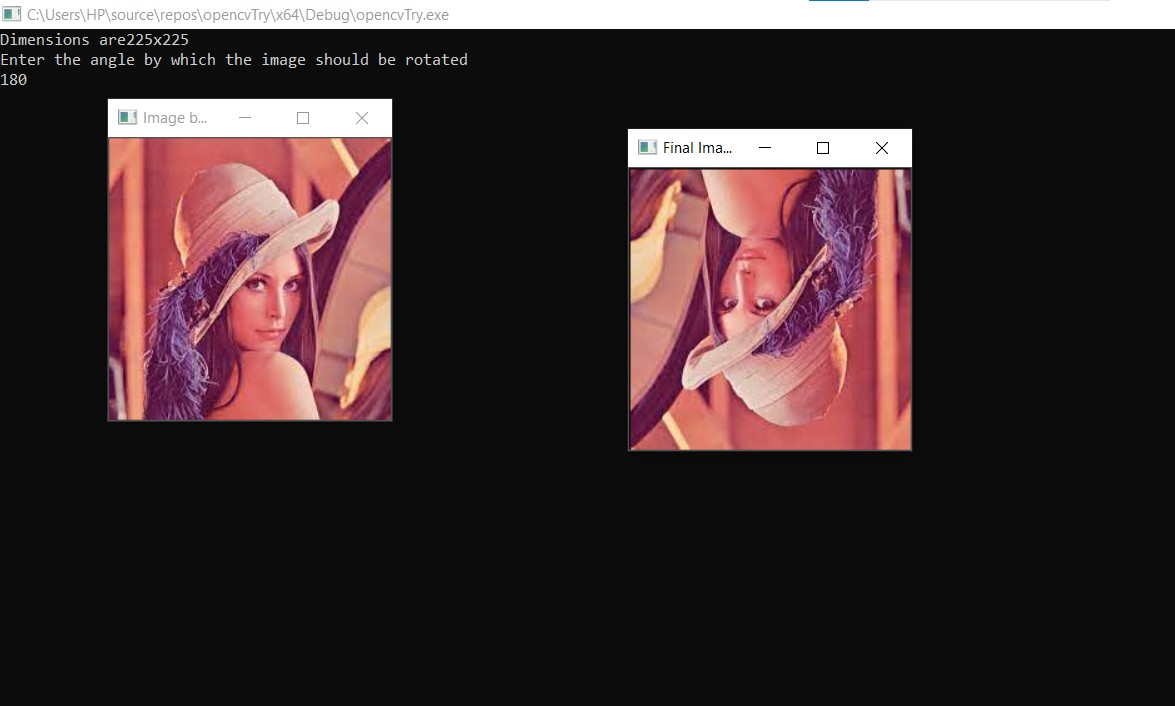 C:\Users\HP\source\repos\opencvTry\x64\Debug\opencvTry.exe
Dimensions are225x225
Enter the angle by which the image should be rotated
180
Image b...
Final Ima...